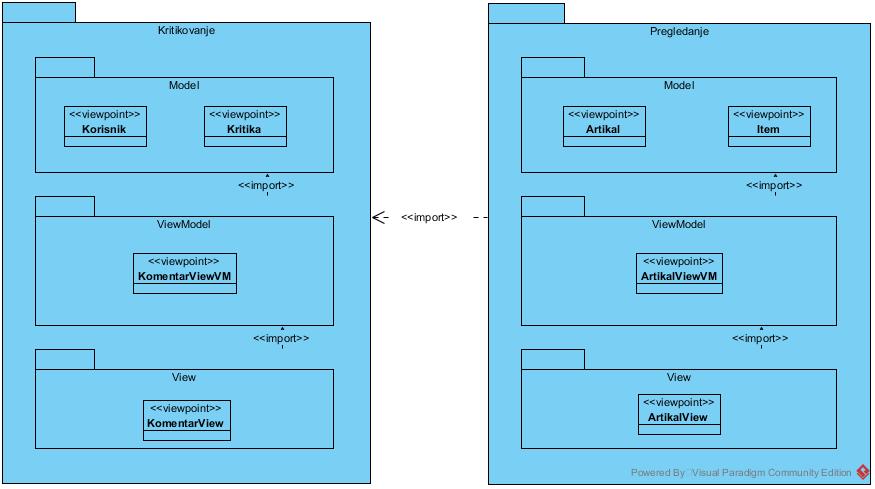 Kritikovanje
Model
<<viewpoint>>
Korisnik
<<viewpoint>>
Kritika
<<import>>
ViewModel
<<viewpoint>>
KomentarViewVM
<<import>>
View
<<viewpoint>>
KomentarView
<<import>>
Pregledanje
Model
<<viewpoint>>
Artikal
<<viewpoint>>
Item
<<import>>
ViewModel
<<viewpoint>>
ArtikalViewVM
<<import>>
View
<<viewpoint>>
ArtikalView
Powered By Visual Paradigm Community Edition